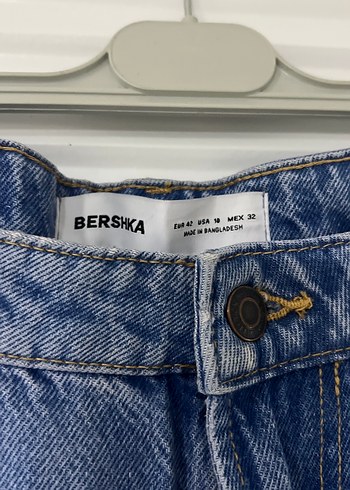 BERSHKA
EUR 42 USA 10 MEX 32
MADE IN BANGLADESH